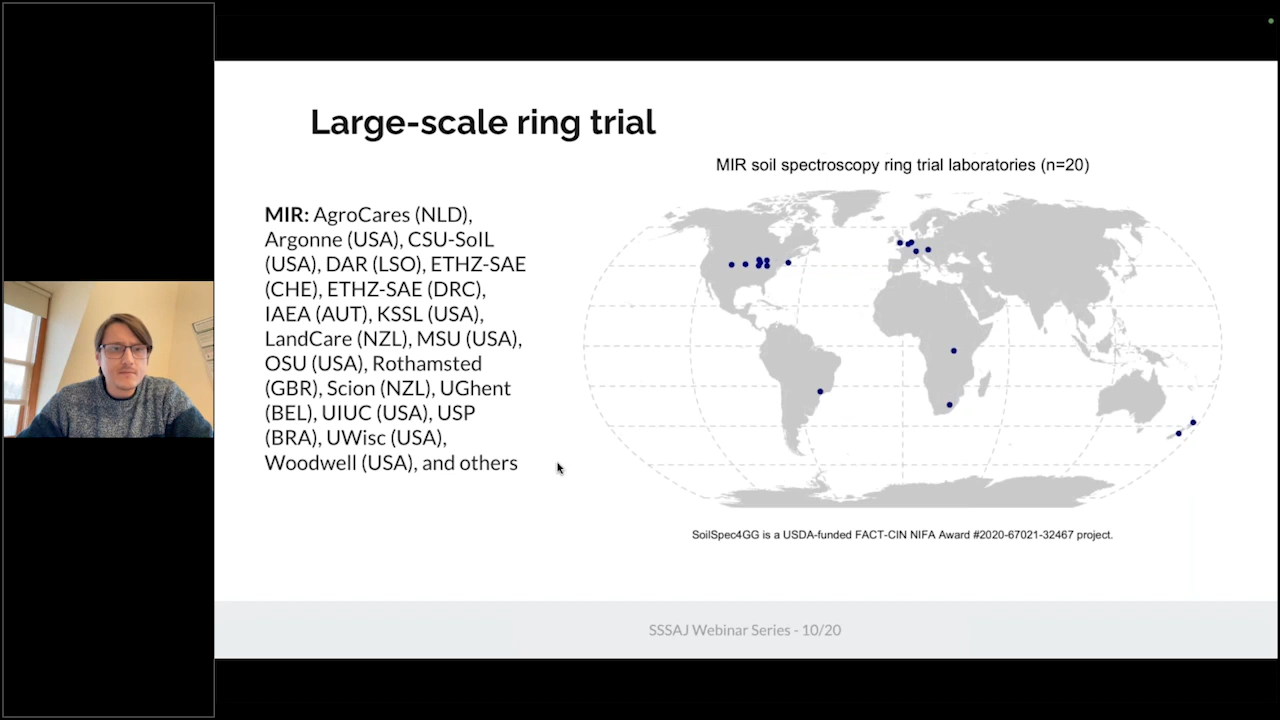 Large-scale ring trial
MIR soil spectroscopy ring trial laboratories (n=20)
MIR: AgroCares (NLD),
Argonne (USA), CSU-SoIL
(USA), DAR (LSO), ETHZ-SAE
(CHE), ETHZ-SAE (DRC),
IAEA (AUT), KSSL (USA),
LandCare (NZL), MSU (USA),
OSU (USA), Rothamsted
(GBR), Scion (NZL), UGhent
(BEL), UIUC (USA), USP
(BRA), UWisc (USA),
Woodwell (USA), and others
SoilSpec4GG is a USDA-funded FACT-CIN NIFA Award #2020-67021-32467 project.
SSSAJ Webinar Series - 10/20